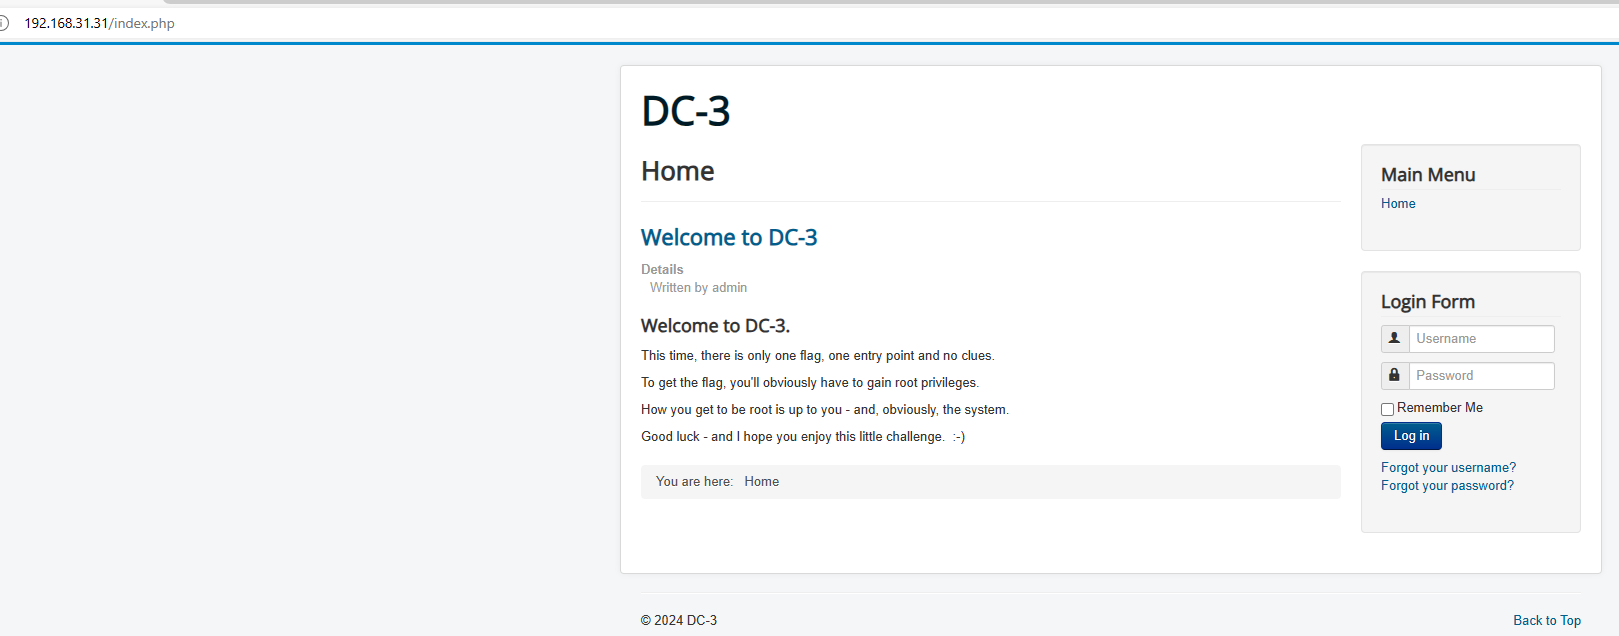 192.168.31.31/index.php
DC-3
Home
Welcome to DC-3
Details
Written by admin
Welcome to DC-3.
This time, there is only one flag, one entry point and no clues.
To get the flag, you'll obviously have to gain root privileges.
How you get to be root is up to you - and, obviously, the system.
Good luck - and I hope you enjoy this little challenge.  :-)
You are here: Home
Main Menu
Home
Login Form
Username
Password
Remember Me
Log in
Forgot your username?
Forgot your password?
© 2024 DC-3
Back to Top